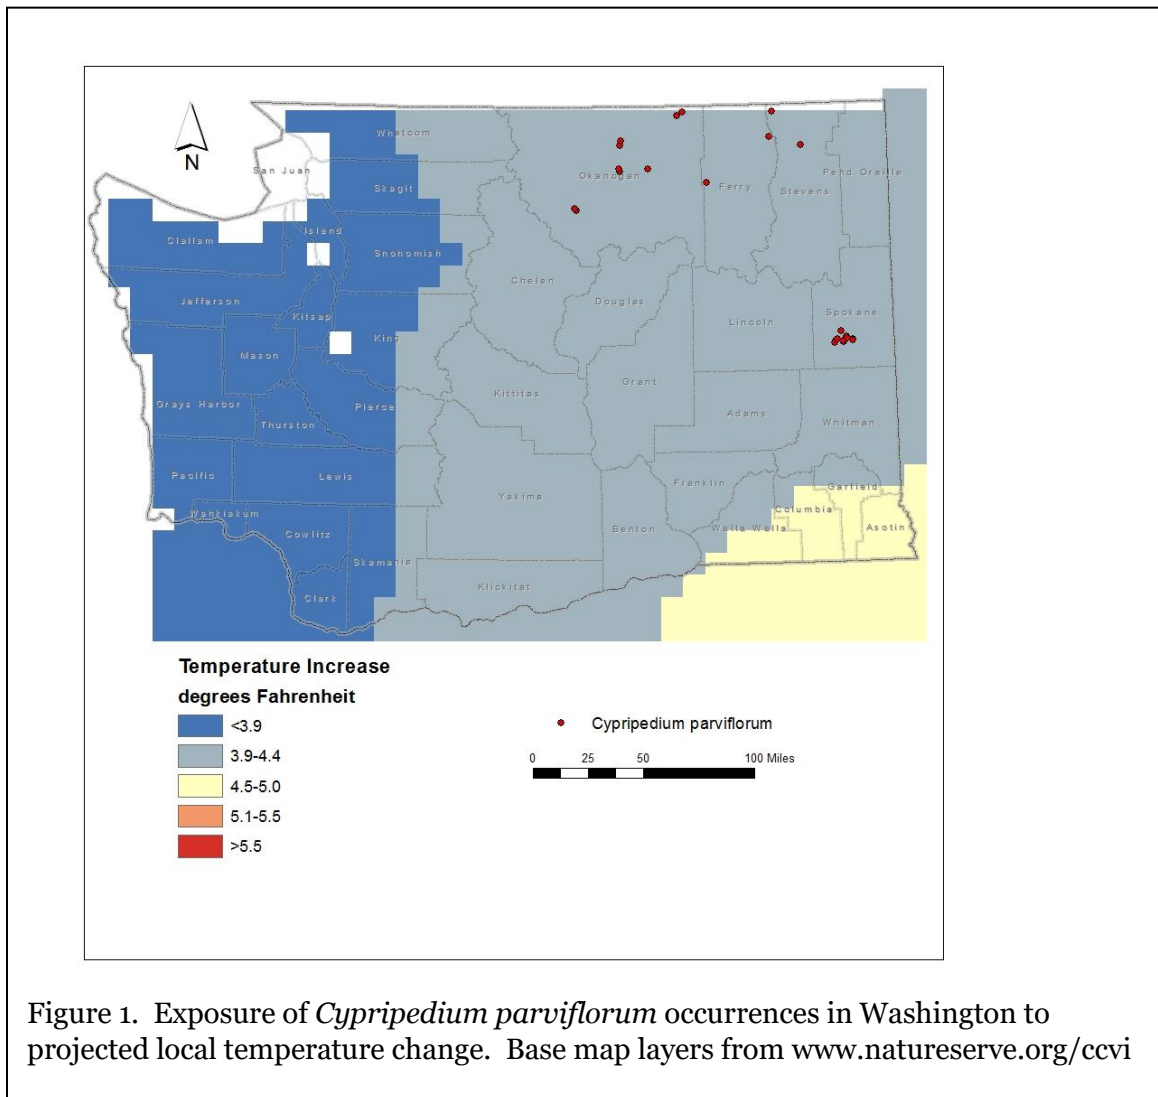 N
Whatcom
San Juan
Skagit
Okanogan
Ferry
Stevens
Pend Oreille
Island
Clallam
Snohomish
Chelan
Jefferson
Douglas
Kitsap
Spokane
Lincoln
King
Mason
Grant
Kittitas
Grays Harbor
Pierce
Adams
Whitman
Thurston
Pacific
Lewis
Franklin
Garfield
Yakima
Columbia
Wahkiakum
Asotin
Walla Walla
Benton
Cowlitz
Skamania
Klickitat
Clark
Temperature Increase
degrees Fahrenheit
<3.9
3.9-4.4
4.5-5.0
5.1-5.5
>5.5
Cypripedium parviflorum
0 25 50 100 Miles
Figure 1. Exposure of Cypripedium parviflorum occurrences in Washington to
projected local temperature change. Base map layers from www.natureserve.org/ccvi